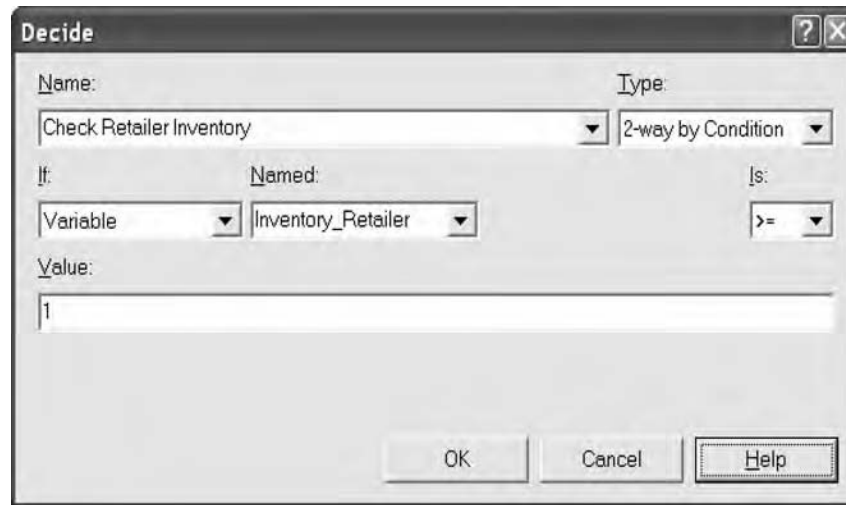 Decide
Name: Type:
Check Retailer Inventory 2-way by Condition
If: Named: Is:
Variable Inventory_Retailer >=
Value:
1
OK Cancel Help